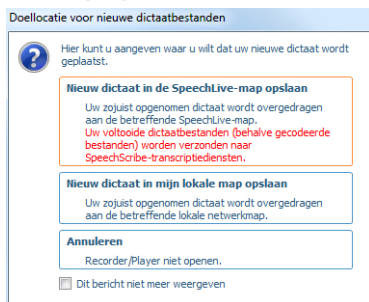 Doellocatie voor nieuwe dictaatbestanden
Hier kunt u aangeven waar u wilt dat uw nieuwe dictaat wordt
geplaatst.
Nieuw dictaat in de SpeechLive-map opslaan
Uw zojuist opgenomen dictaat wordt overgedragen
aan de betreffende SpeechLive-map.
Uw voltooide dictaatbestanden (behalve gecodeerde
bestanden) worden verzonden naar
SpeechScribe-transcriptiediensten.
Nieuw dictaat in mijn lokale map opslaan
Uw zojuist opgenomen dictaat wordt overgedragen
aan de betreffende lokale netwerkmap.
Annuleren
Recorder/Player niet openen.
Dit bericht niet meer weergeven